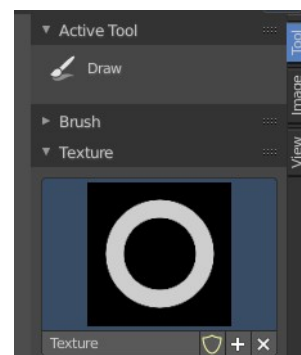 Active Tool
Draw
Brush
Texture
Texture
Tool
Image
View